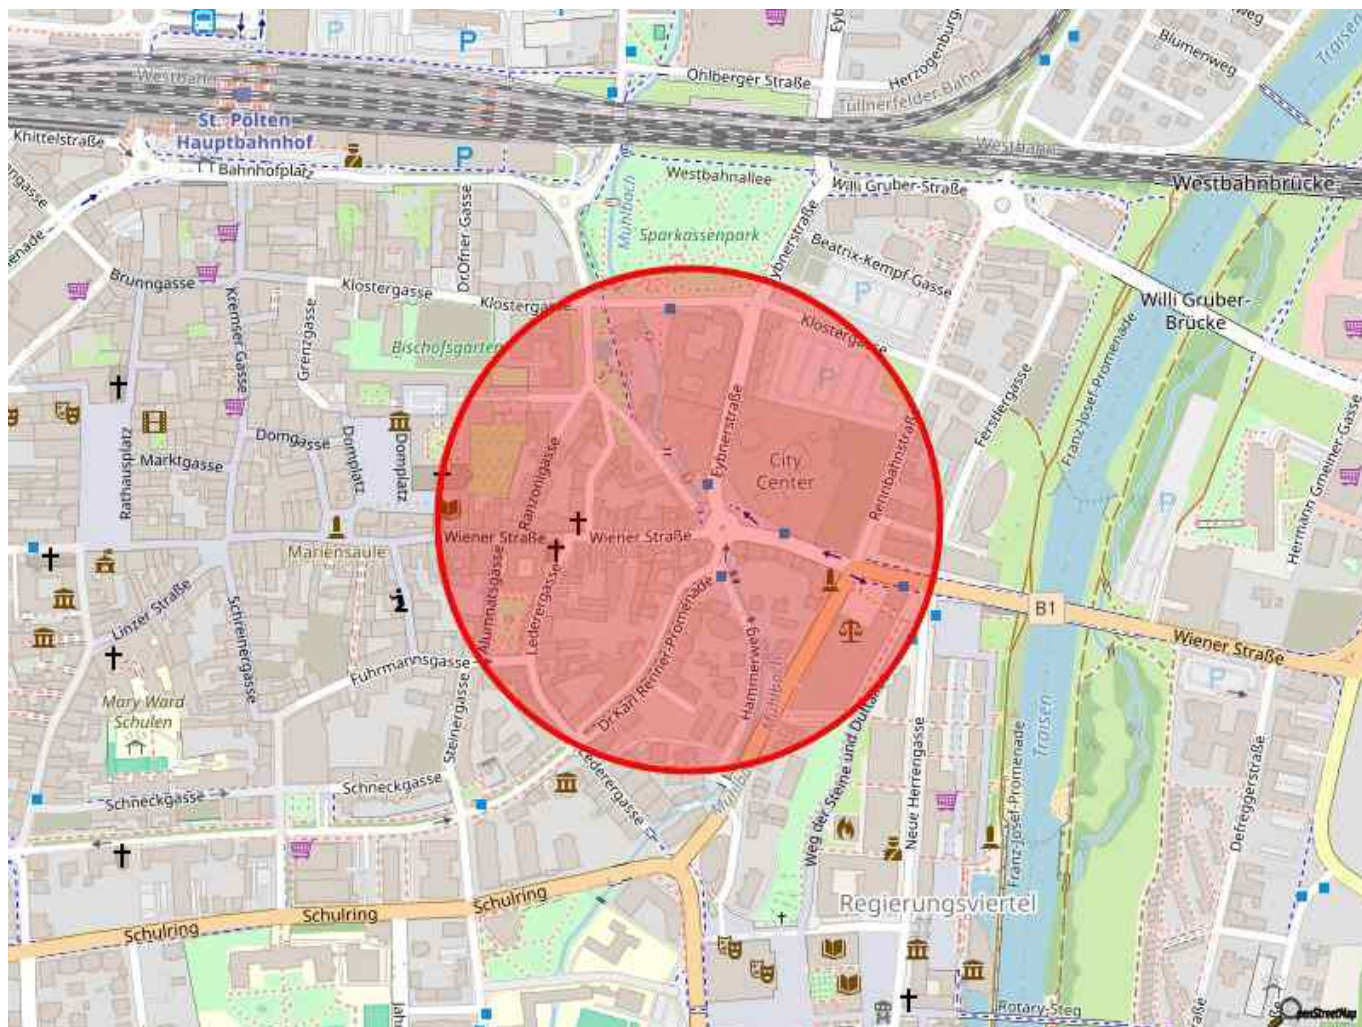 Blumenweg
Traisen
Westbahn
Ohlberger Straße
Herzogenburg
Tullnerfelder Bahn
St. Pölten
Hauptbahnhof
Knittelstraße
Westbahn
Bahnhofplatz
Westbahnallee
Willi Gruber-Straße
Westbahnbrücke
Mühlbach
Dr.Ofner-Gasse
Sparkassenpark
Eybnerstraße
Beatrix-Kempf-Gasse
Brunngasse
Klostergasse
Klostergasse
Klostergasse
Willi Gruber-
Brücke
Kremser Gasse
Grenzgasse
Bischofsgarten
Franz-Josef-Promenade
Ferstlergasse
Eybnerstraße
Hermann Gmeiner-Gasse
Rathausplatz
Domgasse
Domplatz
Domplatz
Marktgasse
Ranzonigasse
City
Center
Rennbahnstraße
Mariensäule
Wiener Straße
Wiener Straße
B1
Wiener Straße
Linzer Straße
Schreinergasse
Alumnatsgasse
Lederergasse
Fuhrmannsgasse
Dr.Karl-Renner-Promenade
Hammerweg
Mühlbach
Mary Ward
Schulen
Steinergasse
Lederergasse
Weg der Steine und Dufta
Neue Herrengasse
Franz-Josef-Promenade
Traisen
Defreggerstraße
Schneckgasse
Schneckgasse
Regierungsviertel
Schulring
Schulring
Schulring
Rotary-Steg
OpenStreetMap